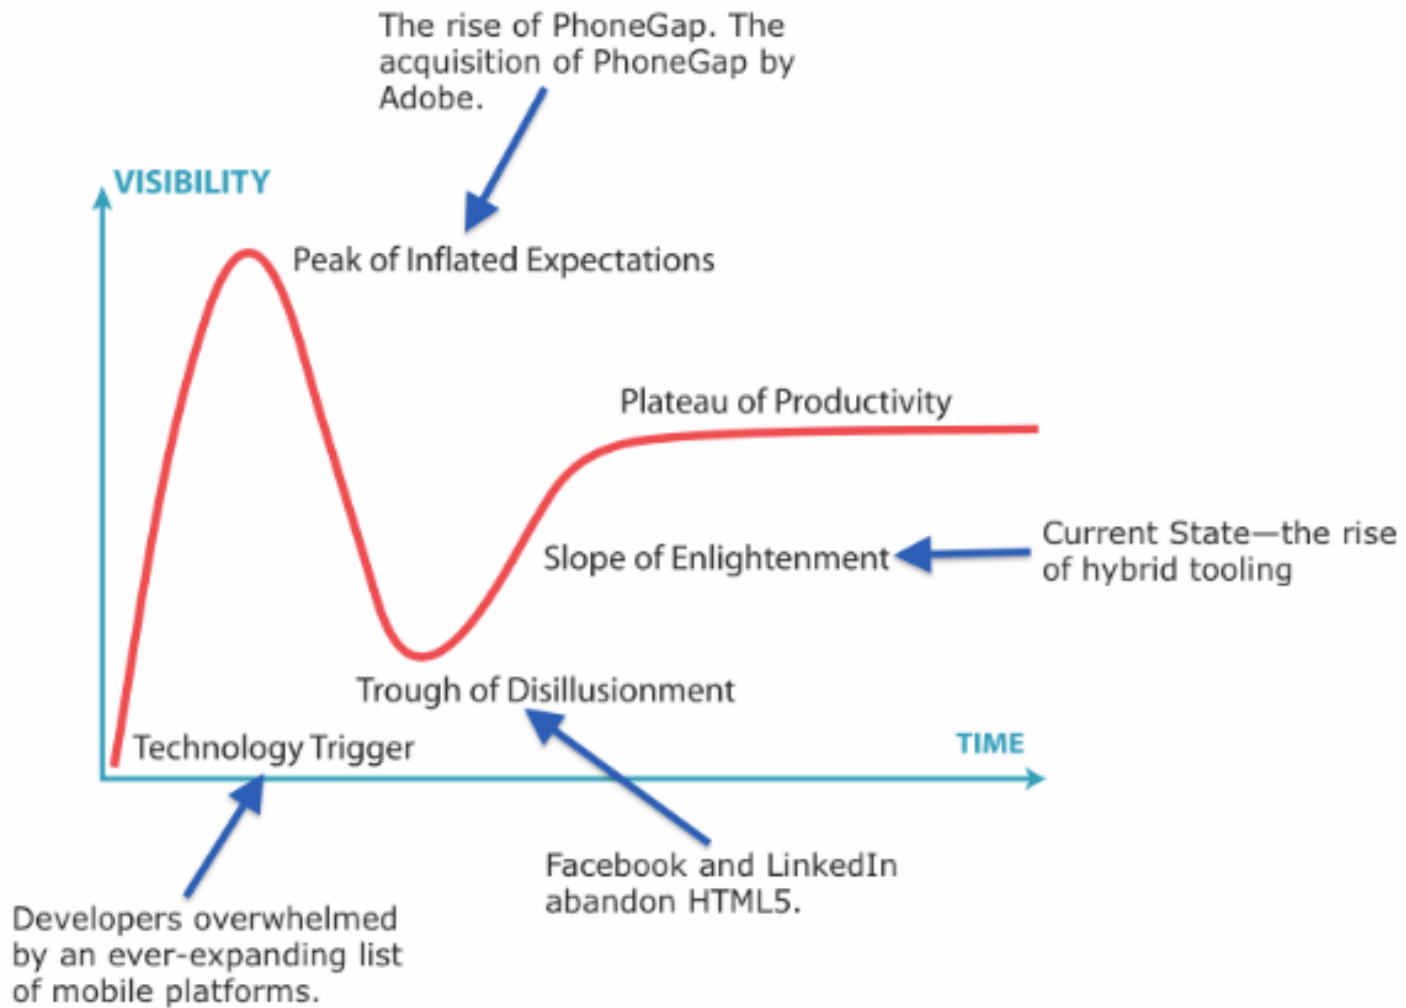 The rise of PhoneGap. The
acquisition of PhoneGap by
Adobe.
VISIBILITY
Peak of Inflated Expectations
Plateau of Productivity
Current State—the rise
of hybrid tooling
Slope of Enlightenment
Trough of Disillusionment
Technology Trigger
TIME
Facebook and LinkedIn
abandon HTML5.
Developers overwhelmed
by an ever-expanding list
of mobile platforms.